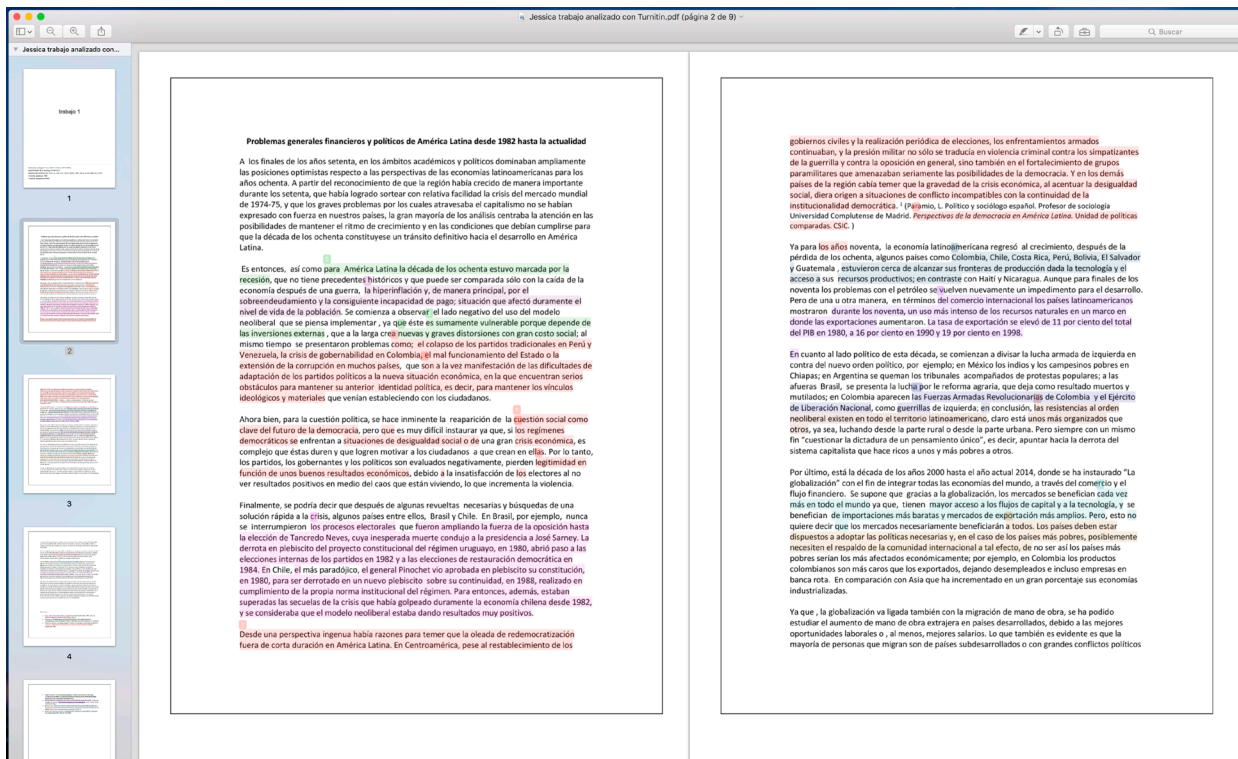 Jessica trabajo analizado con Turnitin.pdf (página 2 de 9)
Buscar
Jessica trabajo analizado con...
trabajo 1
1
2
3
4
Problemas generales financieros y políticos de América Latina desde 1982 hasta la actualidad
A los finales de los años setenta, en los ámbitos académicos y políticos dominaban ampliamente
las posiciones optimistas respecto a las perspectivas de las economías latinoamericanas para los
años ochenta. A partir del reconocimiento de que la región había crecido de manera importante
durante los setenta, que había logrado sortear con relativa facilidad la crisis del mercado mundial
de 1974-75, y que los graves problemas por los cuales atravesaba el capitalismo no se habían
expresado con fuerza en nuestros países, la gran mayoría de los análisis centraba la atención en las
posibilidades de mantener el ritmo de crecimiento y en las condiciones que debían cumplirse para
que la década de los ochenta constituyese un tránsito definitivo hacia el desarrollo en América
Latina.
Es entonces, así como para América Latina la década de los ochenta estuvo marcada por la
recesión, que no tiene precedentes históricos y que puede ser comparada sólo con la caída de la
economía después de una guerra, la hiperinflación y, de manera principal, por el
sobreendeudamiento y la consiguiente incapacidad de pago; situación que afectó duramente el
nivel de vida de la población. Se comienza a observar el lado negativo del uso del modelo
neoliberal que se piensa implementar , ya que éste es sumamente vulnerable porque depende de
las inversiones externas , que a la larga crea nuevas y graves distorsiones con gran costo social; al
mismo tiempo se presentaron problemas como; el colapso de los partidos tradicionales en Perú y
Venezuela, la crisis de gobernabilidad en Colombia, el mal funcionamiento del Estado o la
extensión de la corrupción en muchos países, que son a la vez manifestación de las dificultades de
adaptación de los partidos políticos a la nueva situación económica, en la que encuentran serios
obstáculos para mantener su anterior identidad política, es decir, para mantener los vínculos
ideológicos y materiales que venían estableciendo con los ciudadanos.
Ahora bien, para la cuestión política, se hace inminente la reaparición de la cuestión social como
clave del futuro de la democracia, pero que es muy difícil instaurar ya que, si los regímenes
democráticos se enfrentan a situaciones de desigualdad social o de una gran crisis económica, es
complejo que éstas duren y que logren motivar a los ciudadanos a que crean en ellas. Por lo tanto,
los partidos, los gobernantes y los políticos son evaluados negativamente, pierden legitimidad en
función de unos buenos resultados económicos, debido a la insatisfacción de los electores al no
ver resultados positivos en medio del caos que están viviendo, lo que incrementa la violencia.
Finalmente, se podría decir que después de algunas revueltas necesarias y búsquedas de una
solución rápida a la crisis, algunos países entre ellos, Brasil y Chile. En Brasil, por ejemplo, nunca
se interrumpieron los procesos electorales que fueron ampliando la fuerza de la oposición hasta
la elección de Tancredo Neves, cuya inesperada muerte condujo a la presidencia a José Sarney. La
derrota en plebiscito del proyecto constitucional del régimen uruguayo, en 1980, abrió paso a las
elecciones internas de los partidos en 1982 y a las elecciones de restauración democrática en
1984. En Chile, el más paradójico, el general Pinochet vio aprobada en plebiscito su constitución,
en 1980, para ser derrotado en un nuevo plebiscito sobre su continuidad, en 1988, realizado en
cumplimiento de la propia norma institucional del régimen. Para entonces, además, estaban
superadas las secuelas de la crisis que había golpeado duramente la economía chilena desde 1982,
y se consideraba que el modelo neoliberal estaba dando resultados muy positivos.
Desde una perspectiva ingenua había razones para temer que la oleada de redemocratización
fuera de corta duración en América Latina. En Centroamérica, pese al restablecimiento de los
gobiernos civiles y la realización periódica de elecciones, los enfrentamientos armados
continuaban, y la presión militar no sólo se traducía en violencia criminal contra los simpatizantes
de la guerrilla y contra la oposición en general, sino también en el fortalecimiento de grupos
paramilitares que amenazaban seriamente las posibilidades de la democracia. Y en los demás
países de la región cabía temer que la gravedad de la crisis económica, al acentuar la desigualdad
social, diera origen a situaciones de conflicto incompatibles con la continuidad de la
institucionalidad democrática. ¹ (Paramio, L. Político y sociólogo español. Profesor de sociología
Universidad Complutense de Madrid. Perspectivas de la democracia en América Latina. Unidad de políticas
comparadas. CSIC. )
Ya para los años noventa, la economía latinoamericana regresó al crecimiento, después de la
pérdida de los ochenta, algunos países como Colombia, Chile, Costa Rica, Perú, Bolivia, El Salvador
y Guatemala , estuvieron cerca de alcanzar sus fronteras de producción dada la tecnología y el
acceso a sus recursos productivos; en contraste con Haití y Nicaragua. Aunque para finales de los
noventa los problemas con el petróleo se vuelven nuevamente un impedimento para el desarrollo.
Pero de una u otra manera, en términos del comercio internacional los países latinoamericanos
mostraron durante los noventa, un uso más intenso de los recursos naturales en un marco en
donde las exportaciones aumentaron. La tasa de exportación se elevó de 11 por ciento del total
del PIB en 1980, a 16 por ciento en 1990 y 19 por ciento en 1998.
En cuanto al lado político de esta década, se comienzan a divisar la lucha armada de izquierda en
contra del nuevo orden político, por ejemplo; en México los indios y los campesinos pobres en
Chiapas; en Argentina se queman los tribunales acompañados de protestas populares; a las
afueras Brasil, se presenta la lucha por le reforma agraria, que deja como resultado muertos y
mutilados; en Colombia aparecen las Fuerzas Armadas Revolucionarias de Colombia y el Ejército
de Liberación Nacional, como guerrillas de izquierda; en conclusión, las resistencias al orden
neoliberal existen en todo el territorio latinoamericano, claro está unos más organizados que
otros, ya sea, luchando desde la parte rural o desde la parte urbana. Pero siempre con un mismo
fin "cuestionar la dictadura de un pensamiento único", es decir, apuntar hacia la derrota del
sistema capitalista que hace ricos a unos y más pobres a otros.
Por último, está la década de los años 2000 hasta el año actual 2014, donde se ha instaurado "La
globalización" con el fin de integrar todas las economías del mundo, a través del comercio y el
flujo financiero. Se supone que gracias a la globalización, los mercados se benefician cada vez
más en todo el mundo ya que, tienen mayor acceso a los flujos de capital y a la tecnología, y se
benefician de importaciones más baratas y mercados de exportación más amplios. Pero, esto no
quiere decir que los mercados necesariamente beneficiarán a todos. Los países deben estar
dispuestos a adoptar las políticas necesarias y, en el caso de los países más pobres, posiblemente
necesiten el respaldo de la comunidad internacional a tal efecto, de no ser así los países más
pobres serían los más afectados económicamente; por ejemplo, en Colombia los productos
colombianos son más caros que los exportados, dejando desempleados e incluso empresas en
banca rota. En comparación con Asia que ha incrementado en un gran porcentaje sus economías
industrializadas.
Ya que , la globalización va ligada también con la migración de mano de obra, se ha podido
estudiar el aumento de mano de obra extrajera en países desarrollados, debido a las mejores
oportunidades laborales o , al menos, mejores salarios. Lo que también es evidente es que la
mayoría de personas que migran son de países subdesarrollados o con grandes conflictos políticos